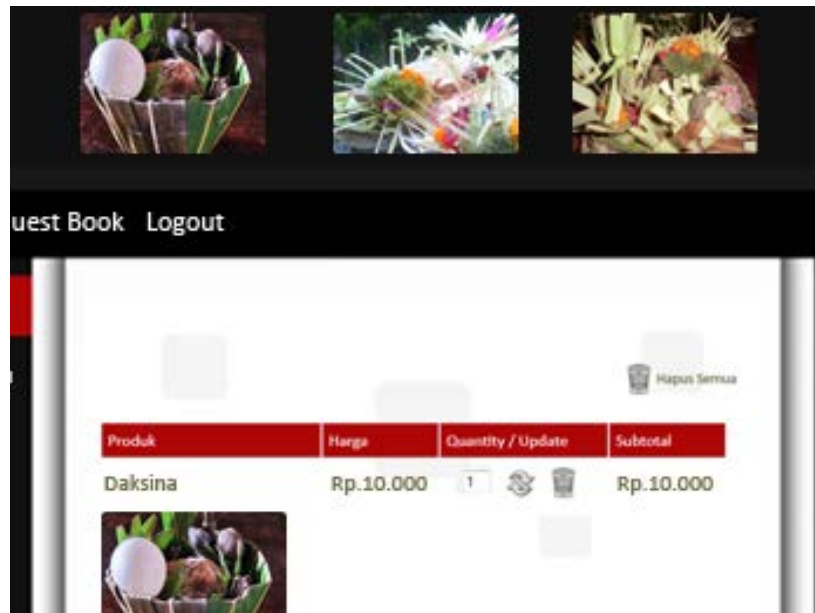 uest Book Logout
Hapus Semua
Produk Harga Quantity / Update Subtotal
Daksina Rp.10.000 1 Rp.10.000